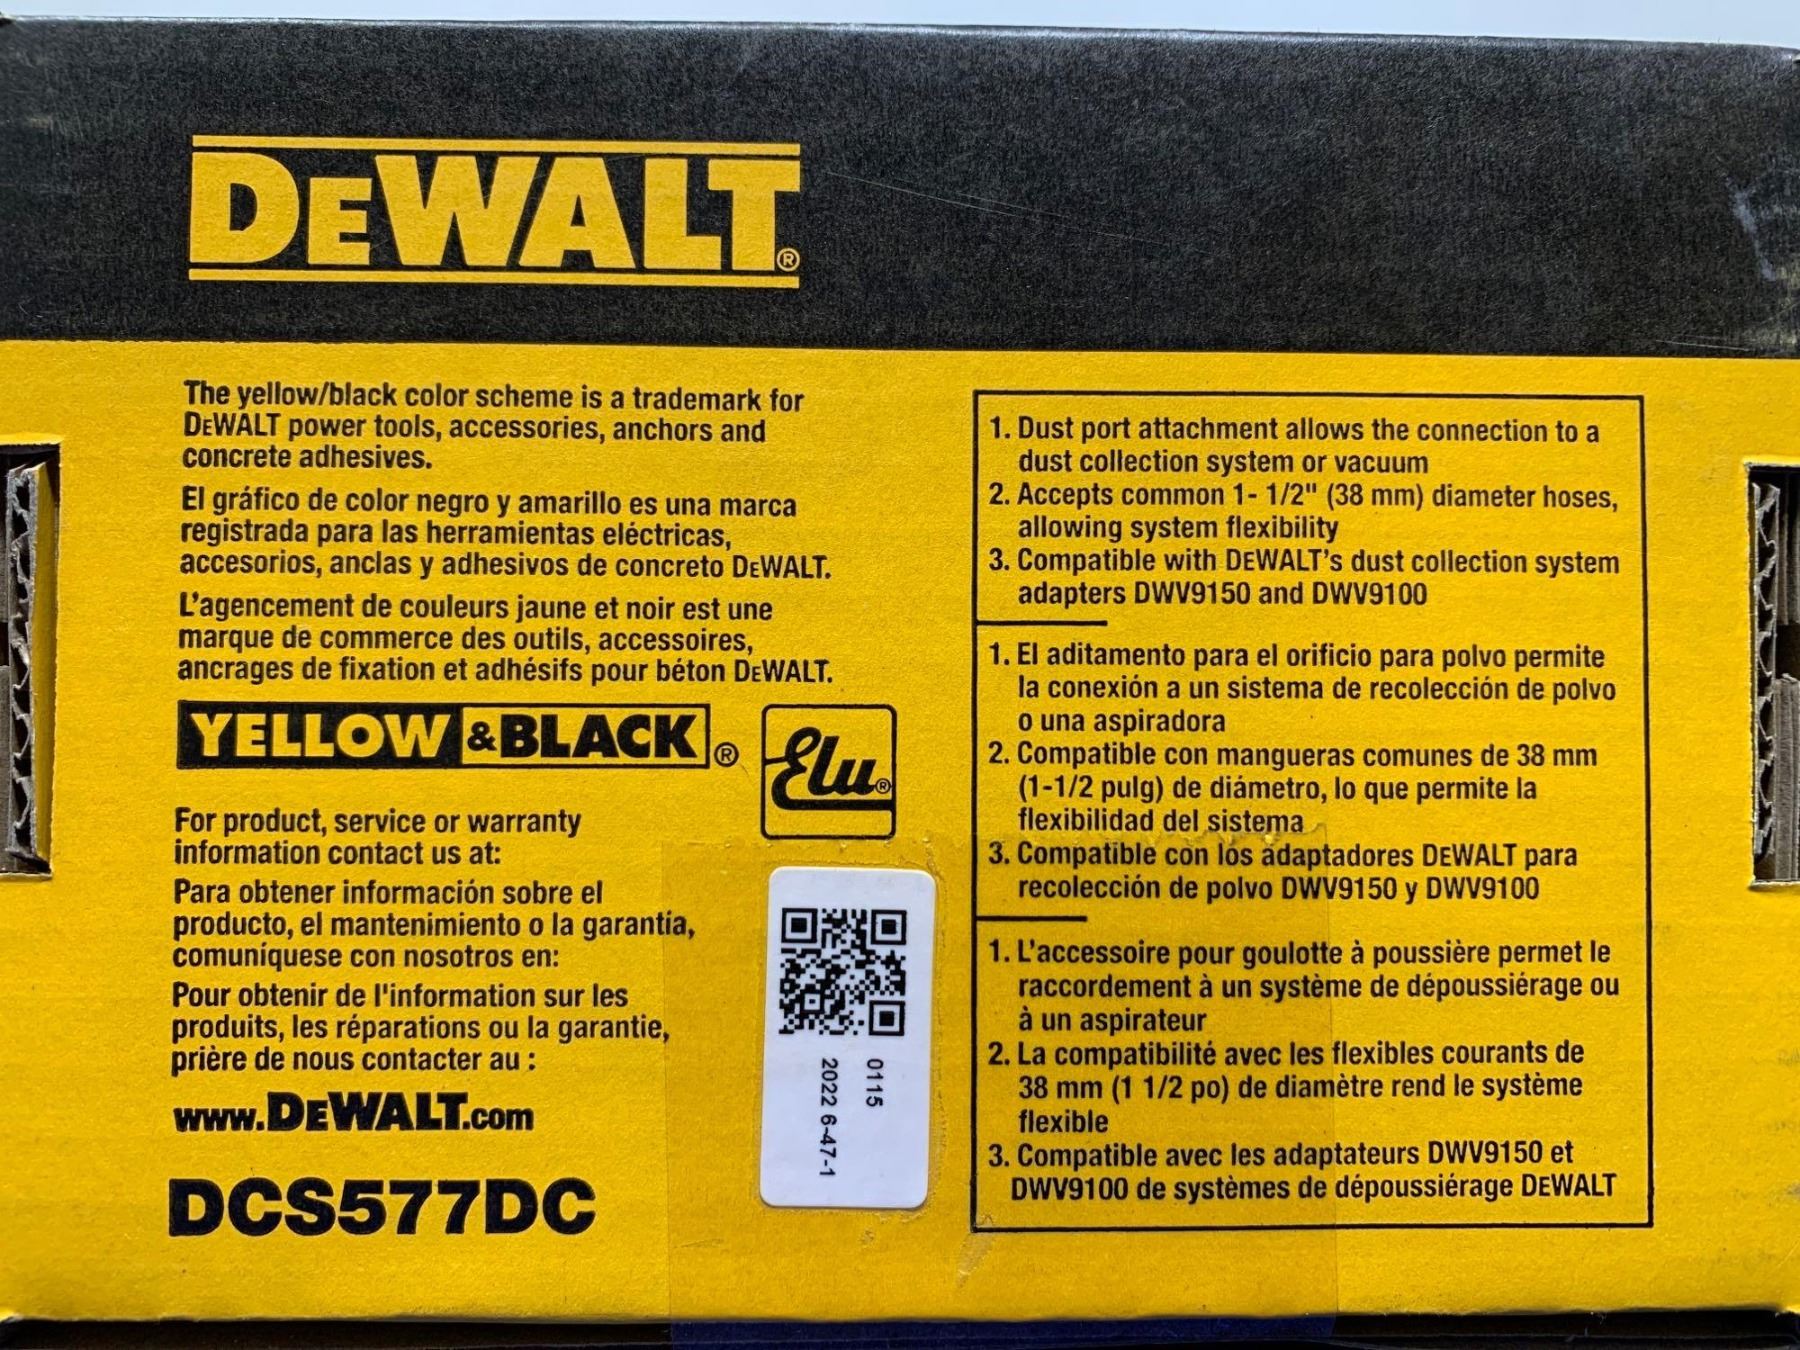 DEWALT®
The yellow/black color scheme is a trademark for
DEWALT power tools, accessories, anchors and
concrete adhesives.
El gráfico de color negro y amarillo es una marca
registrada para las herramientas eléctricas,
accesorios, anclas y adhesivos de concreto DEWALT.
L'agencement de couleurs jaune et noir est une
marque de commerce des outils, accessoires,
ancrages de fixation et adhésifs pour béton DEWALT.
YELLOW &BLACK®
Elu®
For product, service or warranty
information contact us at:
Para obtener información sobre el
producto, el mantenimiento o la garantía,
comuníquese con nosotros en:
Pour obtenir de l'information sur les
produits, les réparations ou la garantie,
prière de nous contacter au :
www.DEWALT.com
DCS577DC
0115
2022 6-47-1
1. Dust port attachment allows the connection to a
dust collection system or vacuum
2. Accepts common 1- 1/2" (38 mm) diameter hoses,
allowing system flexibility
3. Compatible with DEWALT's dust collection system
adapters DWV9150 and DWV9100
1. El aditamento para el orificio para polvo permite
la conexión a un sistema de recolección de polvo
o una aspiradora
2. Compatible con mangueras comunes de 38 mm
(1-1/2 pulg) de diámetro, lo que permite la
flexibilidad del sistema
3. Compatible con los adaptadores DEWALT para
recolección de polvo DWV9150 y DWV9100
1. L'accessoire pour goulotte à poussière permet le
raccordement à un système de dépoussiérage ou
à un aspirateur
2. La compatibilité avec les flexibles courants de
38 mm (1 1/2 po) de diamètre rend le système
flexible
3. Compatible avec les adaptateurs DWV9150 et
DWV9100 de systèmes de dépoussiérage DEWALT